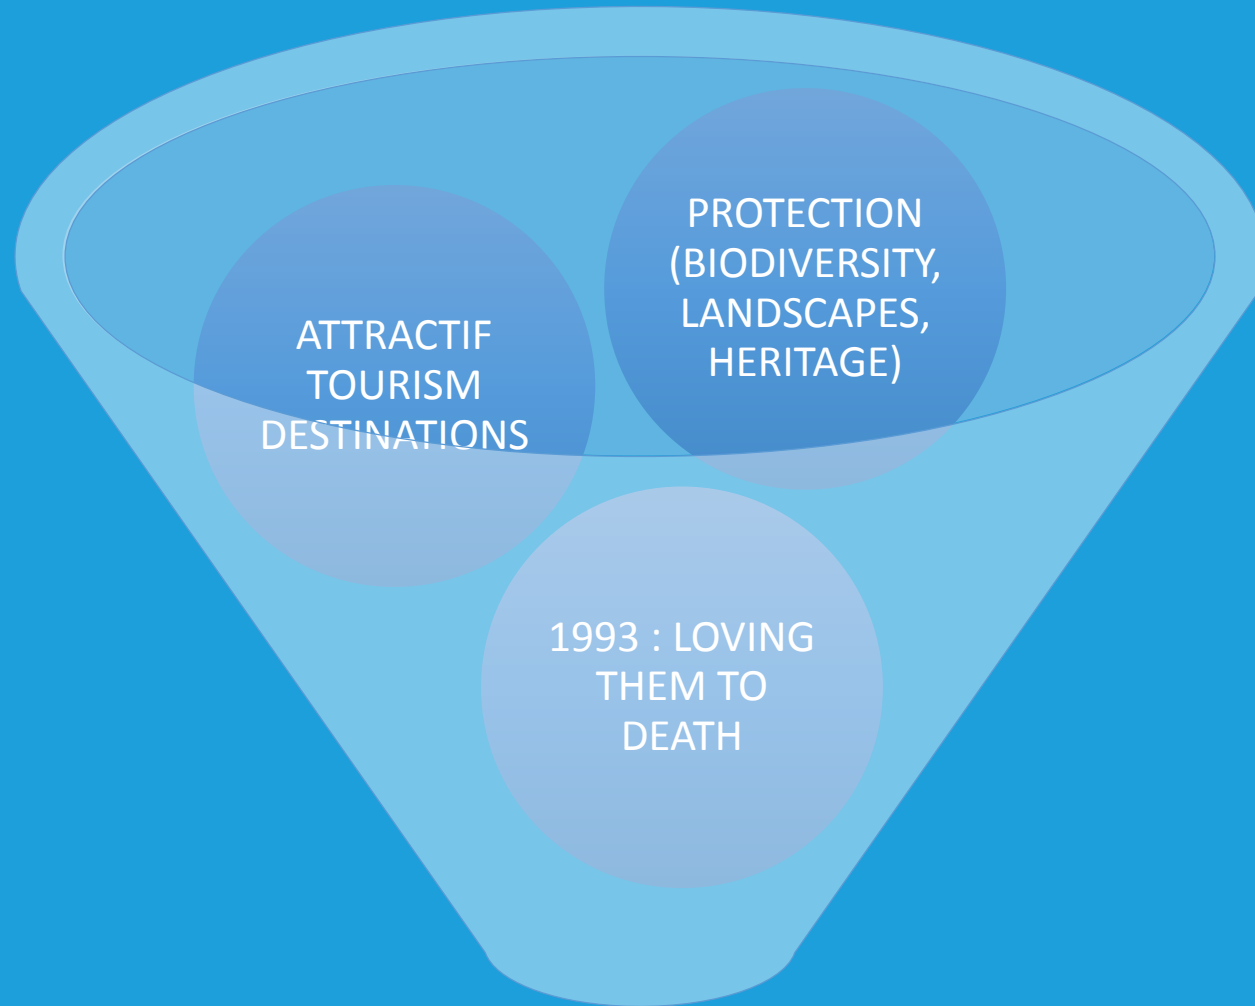 ATTRACTIF
TOURISM
DESTINATIONS
PROTECTION
(BIODIVERSITY,
LANDSCAPES,
HERITAGE)
1993 : LOVING
THEM TO
DEATH